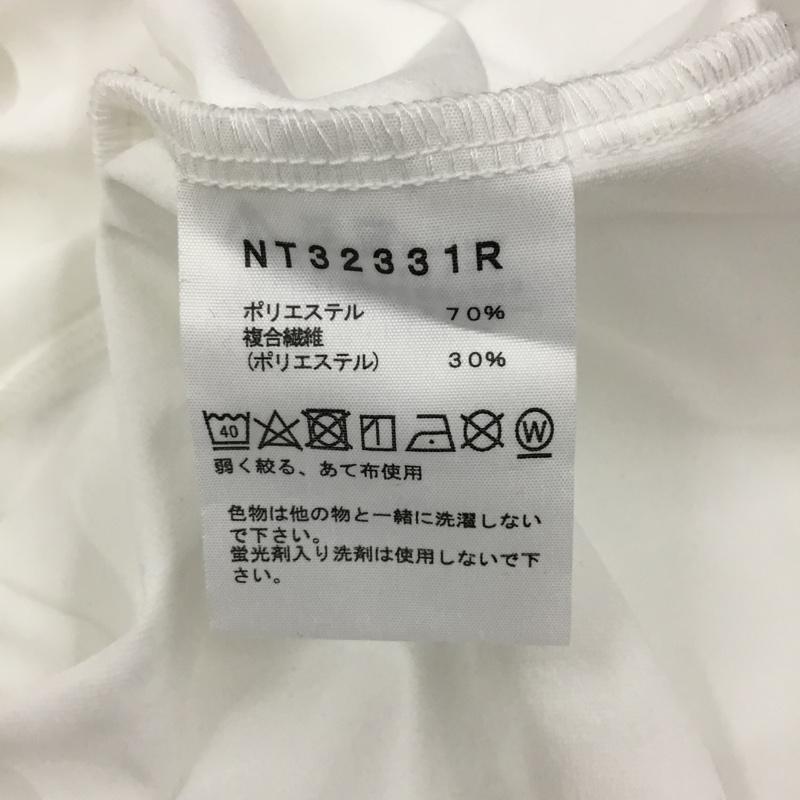 NT32331R
ポリエステル 70%
複合繊維
(ポリエステル) 30%
40 W
弱く絞る、あて布使用
色物は他の物と一緒に洗濯しない
で下さい。
蛍光剤入り洗剤は使用しないで下
さい。